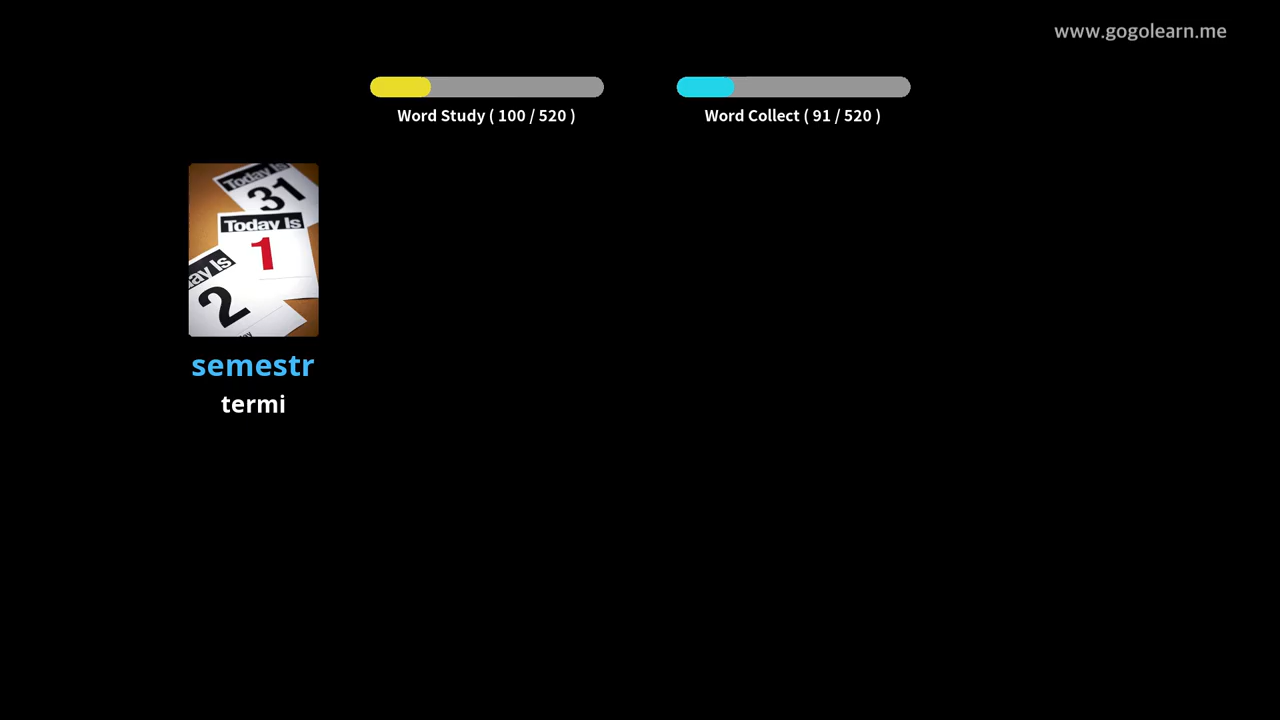 www.gogolearn.me
Word Study ( 100 / 520 )
Word Collect ( 91 / 520 )
Today Is
31
Today Is
1
ay Is
2
semestr
termi